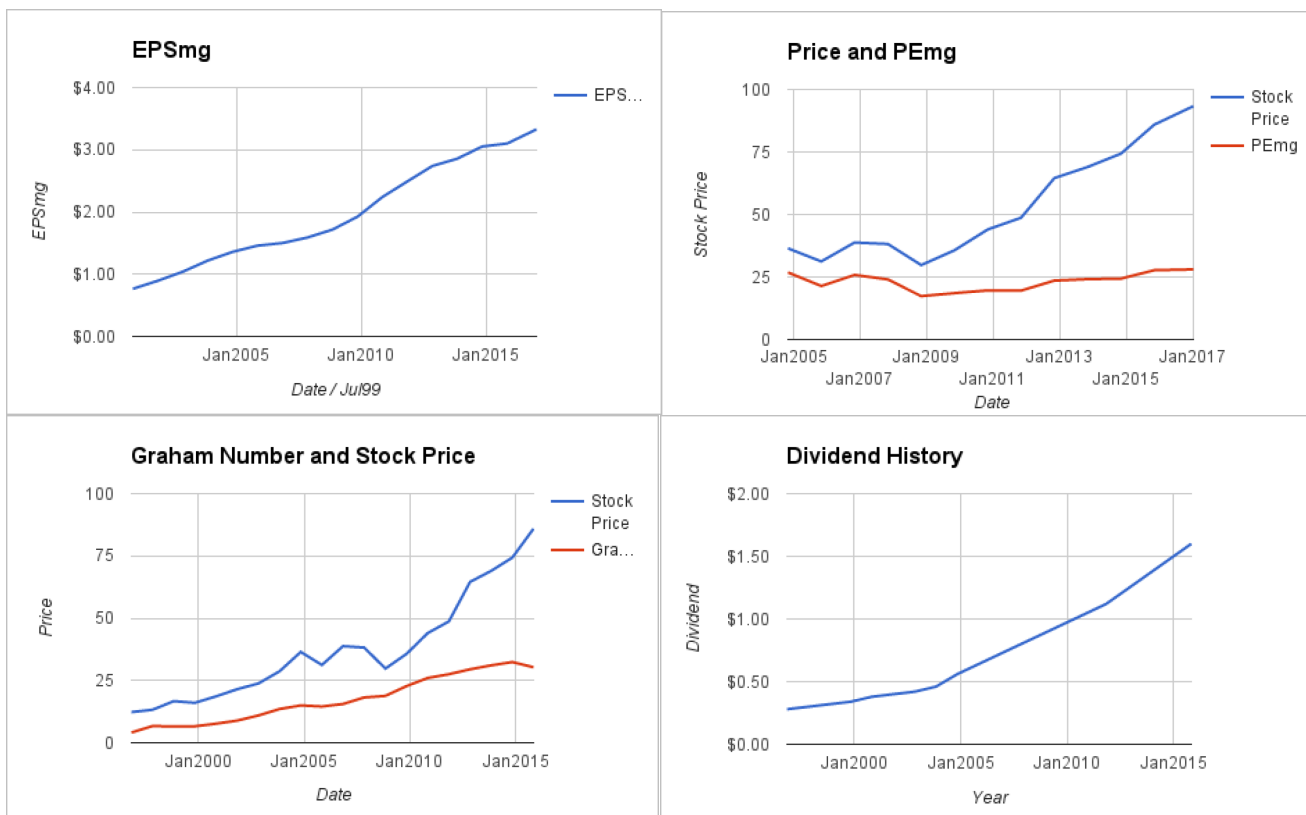 EPSmg
$4.00
$3.00
$2.00
$1.00
$0.00
EPSmg
Jan2005
Jan2010
Jan2015
Date / Jul99
EPS...
Price and PEmg
100
75
50
25
0
Stock Price
Jan2005
Jan2009
Jan2013
Jan2017
Jan2007
Jan2011
Jan2015
Date
Stock
Price
PEmg
Graham Number and Stock Price
100
75
50
25
0
Price
Jan2000
Jan2005
Jan2010
Jan2015
Date
Stock
Price
Gra...
Dividend History
$2.00
$1.50
$1.00
$0.50
$0.00
Dividend
Jan2000
Jan2005
Jan2010
Jan2015
Year